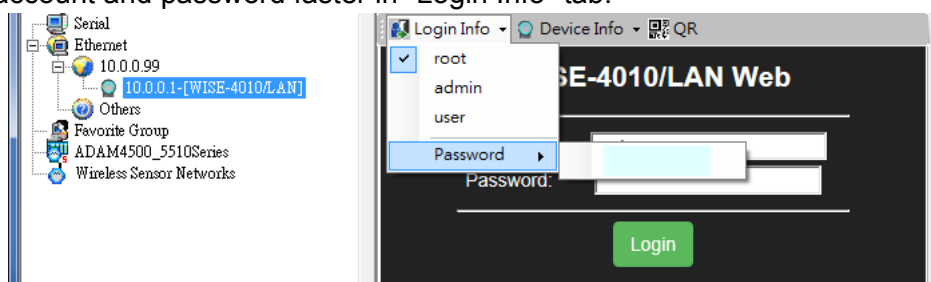 account and password faster in "Login Info" tab.
Serial
Ethernet
10.0.0.99
10.0.0.1-[WISE-4010/LAN]
Others
Favorite Group
ADAM4500_5510Series
Wireless Sensor Networks
Login Info Device Info QR
root
admin
user
Password
SE-4010/LAN Web
Password:
Login